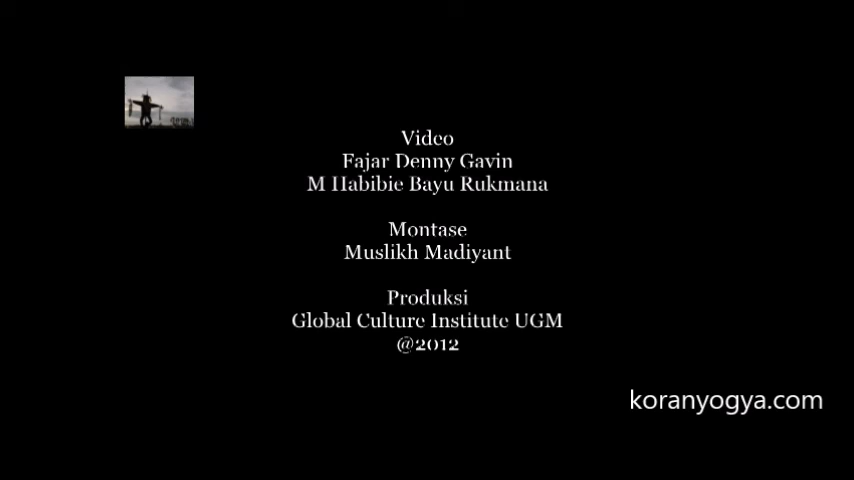 Video
Fajar Denny Gavin
M Habibie Bayu Rukmana
Montase
Muslikh Madiyant
Produksi
Global Culture Institute UGM
@2012
koranyogya.com